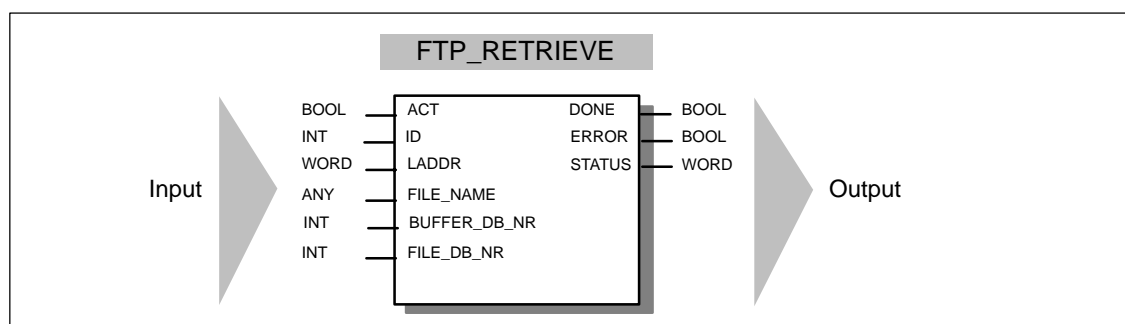 FTP_RETRIEVE
BOOL ACT DONE BOOL
INT ID ERROR BOOL
WORD LADDR STATUS WORD
Input ANY FILE_NAME Output
INT BUFFER_DB_NR
INT FILE_DB_NR